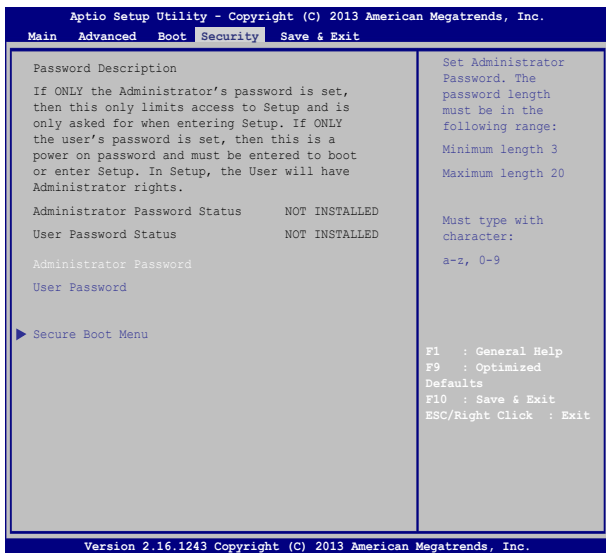 Aptio Setup Utility - Copyright (C) 2013 American Megatrends, Inc.
Main Advanced Boot Security Save & Exit
Password Description
If ONLY the Administrator's password is set,
then this only limits access to Setup and is
only asked for when entering Setup. If ONLY
the user's password is set, then this is a
power on password and must be entered to boot
or enter Setup. In Setup, the User will have
Administrator rights.
Administrator Password Status NOT INSTALLED
User Password Status NOT INSTALLED
Administrator Password
User Password
Secure Boot Menu
Set Administrator
Password. The
password length
must be in the
following range:
Minimum length 3
Maximum length 20
Must type with
character:
a-z, 0-9
F1 : General Help
F9 : Optimized
Defaults
F10 : Save & Exit
ESC/Right Click : Exit
Version 2.16.1243 Copyright (C) 2013 American Megatrends, Inc.